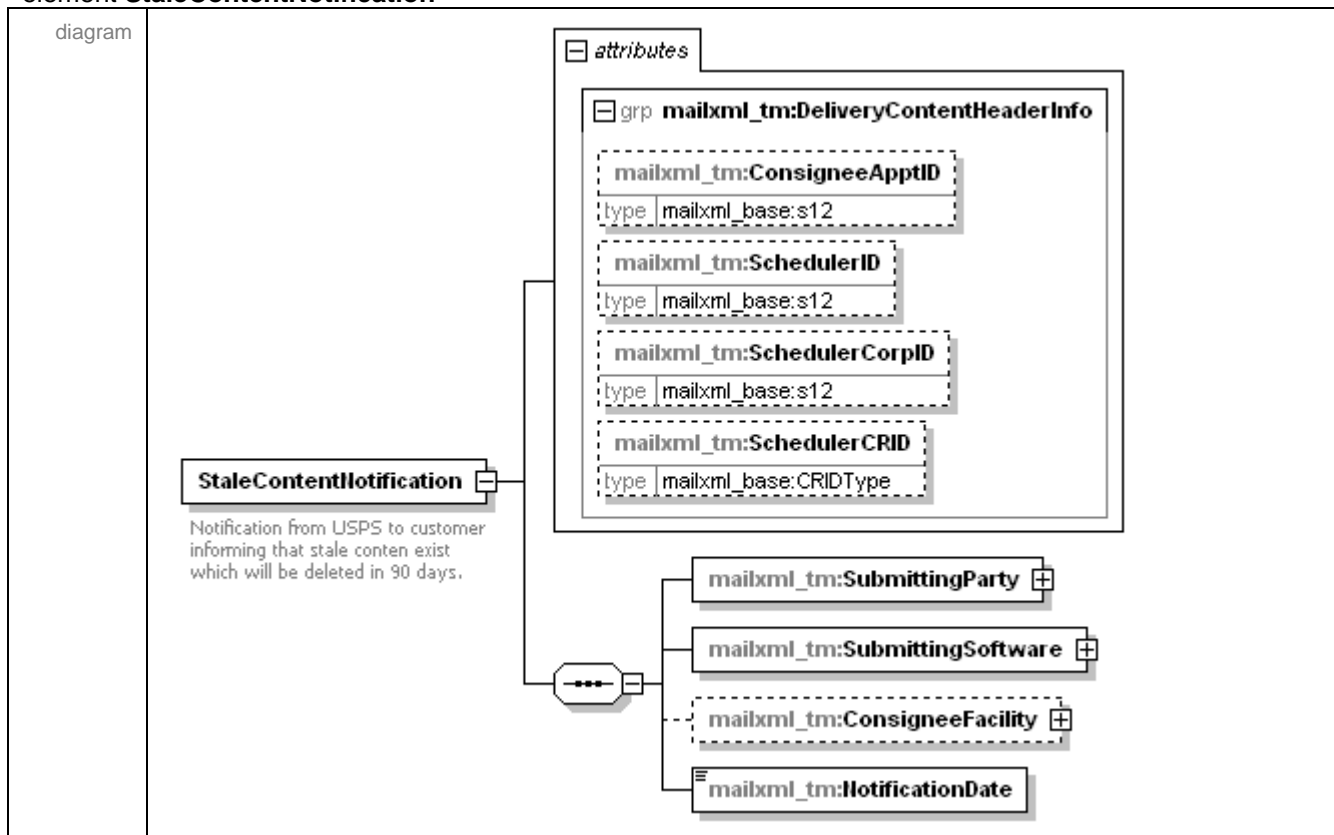 element StaleContentNotification
diagram
attributes
grp mailxml_tm:DeliveryContentHeaderInfo
mailxml_tm:ConsigneeApptID
type mailxml_base:s12
mailxml_tm:SchedulerID
type mailxml_base:s12
mailxml_tm:SchedulerCorpID
type mailxml_base:s12
mailxml_tm:SchedulerCRID
type mailxml_base:CRIDType
StaleContentNotification
Notification from USPS to customer
informing that stale conten exist
which will be deleted in 90 days.
mailxml_tm:SubmittingParty
mailxml_tm:SubmittingSoftware
mailxml_tm:ConsigneeFacility
mailxml_tm:NotificationDate